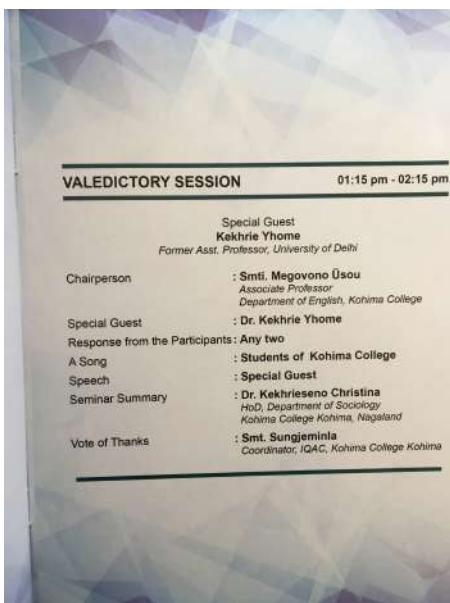 VALEDICTORY SESSION 01:15 pm - 02:15 pm
Special Guest
Kekhrie Yhome
Former Asst. Professor, University of Delhi
Chairperson : Smti. Megovono Üsou
Associate Professor
Department of English, Kohima College
Special Guest : Dr. Kekhrie Yhome
Response from the Participants : Any two
A Song : Students of Kohima College
Speech : Special Guest
Seminar Summary : Dr. Kekhrieseno Christina
HoD, Department of Sociology
Kohima College Kohima, Nagaland
Vote of Thanks : Smt. Sungjeminla
Coordinator, IQAC, Kohima College Kohima